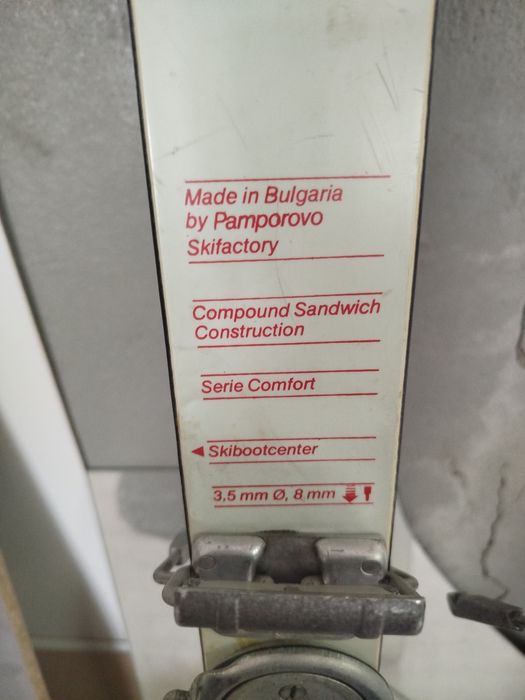 Made in Bulgaria
by Pamporovo
Skifactory
Compound Sandwich
Construction
Serie Comfort
◄ Skibootcenter
3.5 mm Ø, 8 mm